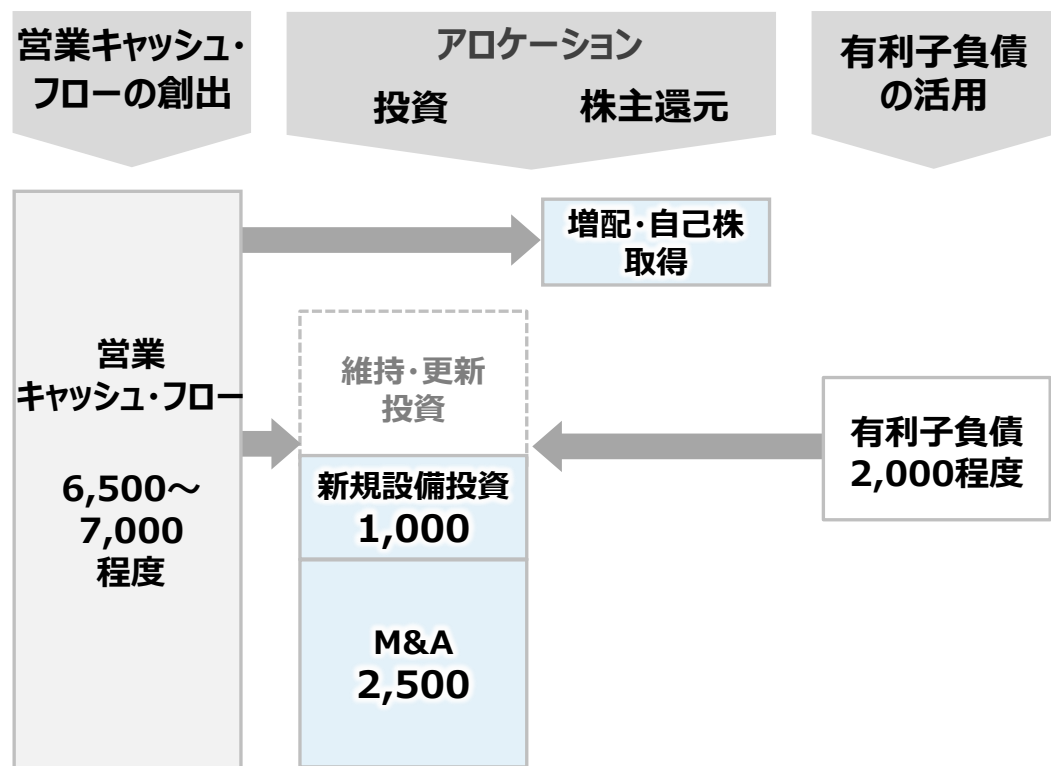 営業キャッシュ・
フローの創出
アロケーション
投資
株主還元
有利子負債
の活用
増配・自己株
取得
営業
キャッシュ・フロー
6,500～
7,000
程度
維持・更新
投資
新規設備投資
1,000
M&A
2,500
有利子負債
2,000程度